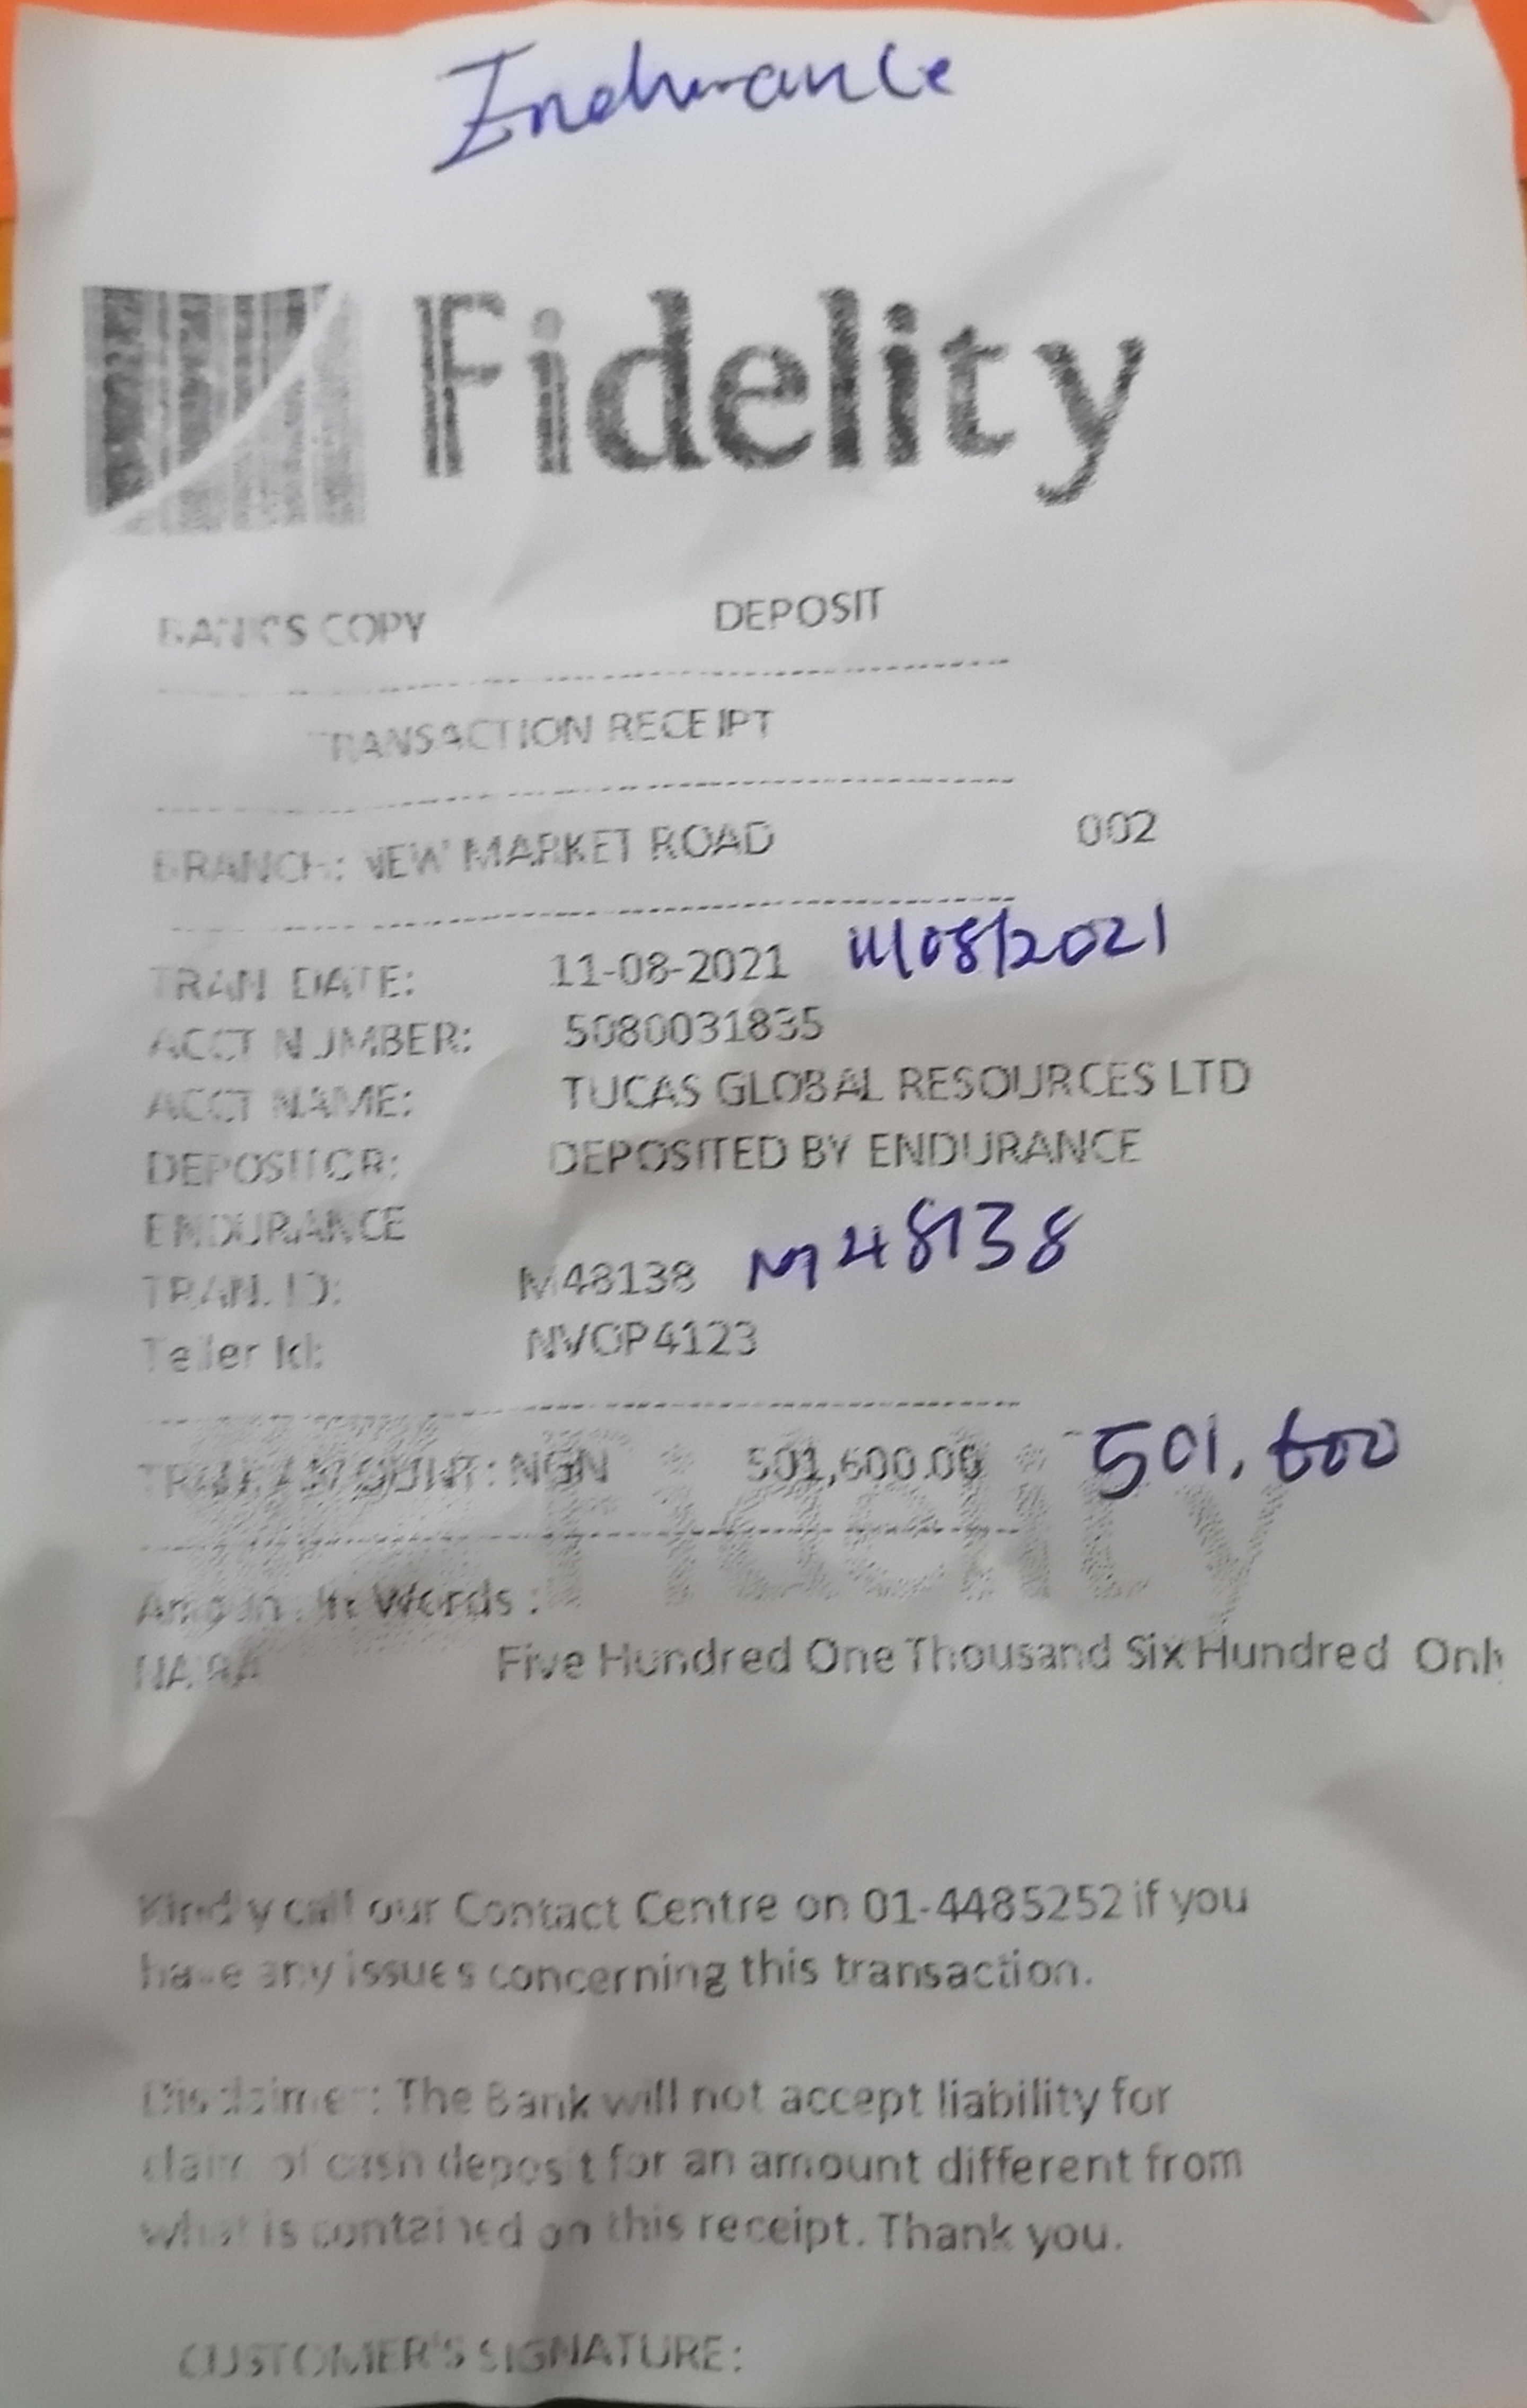 Endurance
Fidelity
BANK'S COPY DEPOSIT
TRANSACTION RECEIPT
BRANCH: NEW MARKET ROAD 002
TRAN DATE: 11-08-2021 11/08/2021
ACCT NUMBER: 5080031835
ACCT NAME: TUCAS GLOBAL RESOURCES LTD
DEPOSITOR: DEPOSITED BY ENDURANCE
ENDURANCE
TRAN. ID: M48138 M48138
Teller Id: NVOP4123
TRAN AMOUNT: NGN 501,600.00 501,600
Fidelity
Amount In Words :
NAIRA Five Hundred One Thousand Six Hundred Only
Kindly call our Contact Centre on 01-4485252 if you
have any issues concerning this transaction.
Disclaimer: The Bank will not accept liability for
claim of cash deposit for an amount different from
what is contained on this receipt. Thank you.
CUSTOMER'S SIGNATURE: